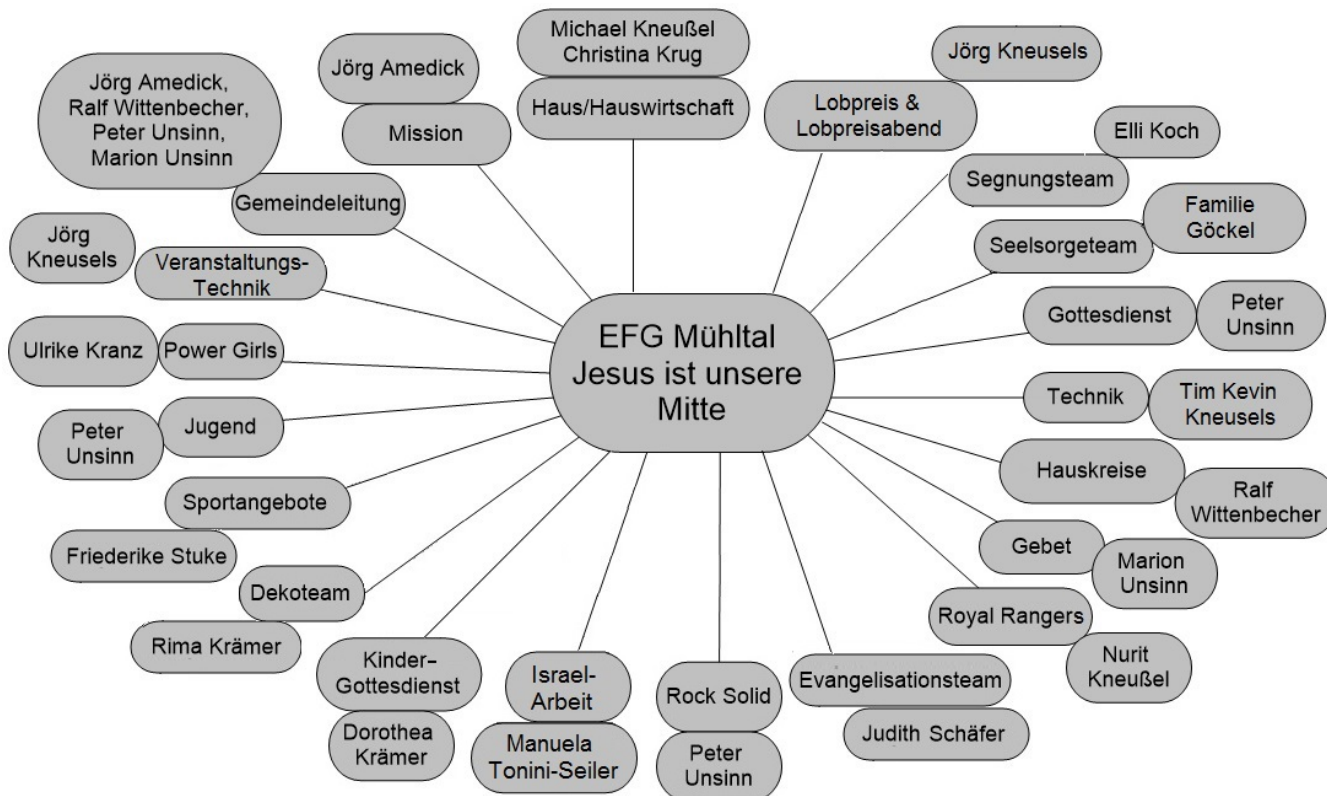 Michael Kneußel
Christina Krug
Haus/Hauswirtschaft
Jörg Kneusels
Lobpreis &
Lobpreisabend
Elli Koch
Segnungsteam
Familie
Göckel
Seelsorgeteam
Gottesdienst
Peter
Unsinn
Technik
Tim Kevin
Kneusels
Hauskreise
Ralf
Wittenbecher
Gebet
Marion
Unsinn
Royal Rangers
Nurit
Kneußel
Evangelisationsteam
Judith Schäfer
Rock Solid
Peter
Unsinn
Israel-
Arbeit
Manuela
Tonini-Seiler
Kinder–
Gottesdienst
Dorothea
Krämer
Dekoteam
Rima Krämer
Sportangebote
Friederike Stuke
Jugend
Peter
Unsinn
Power Girls
Ulrike Kranz
Veranstaltungs-
Technik
Jörg
Kneusels
Gemeindeleitung
Jörg Amedick,
Ralf Wittenbecher,
Peter Unsinn,
Marion Unsinn
Mission
Jörg Amedick
EFG Mühltal
Jesus ist unsere
Mitte